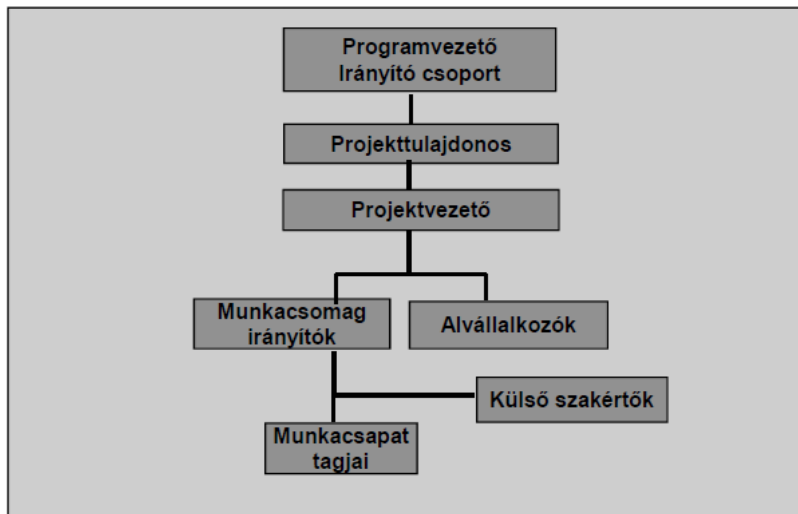 Programvezető
Irányító csoport
Projekttulajdonos
Projektvezető
Munkacsomag
irányítók
Alvállalkozók
Külső szakértők
Munkacsapat
tagjai